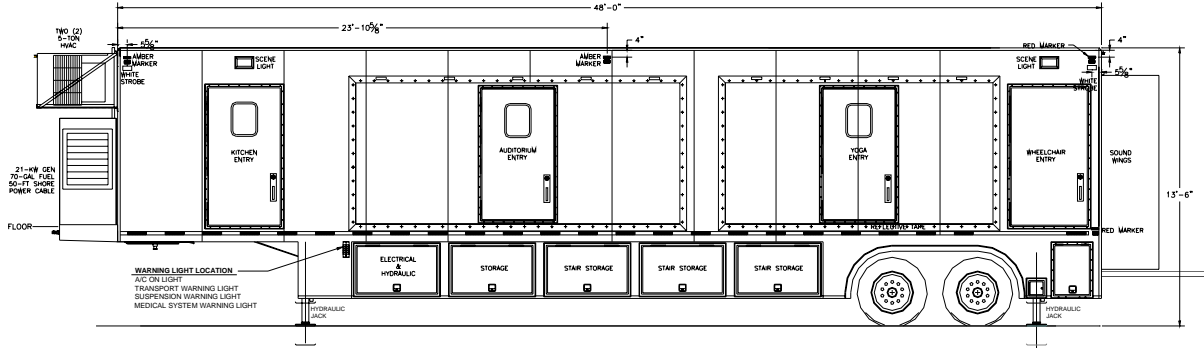 48'-0"
23'-10⅝"
TWO (2)
5-TON
HVAC
5⅝"
AMBER
MARKER
WHITE
STROBE
SCENE
LIGHT
4"
AMBER
MARKER
RED MARKER
4"
SCENE
LIGHT
5⅝"
WHITE
STROBE
KITCHEN
ENTRY
AUDITORIUM
ENTRY
YOGA
ENTRY
WHEELCHAIR
ENTRY
SOUND
WINGS
21-KW GEN
70-GAL FUEL
50-FT SHORE
POWER CABLE
13'-6"
FLOOR
REFLECTIVE TAPE
RED MARKER
WARNING LIGHT LOCATION
A/C ON LIGHT
TRANSPORT WARNING LIGHT
SUSPENSION WARNING LIGHT
MEDICAL SYSTEM WARNING LIGHT
ELECTRICAL
&
HYDRAULIC
STORAGE
STAIR STORAGE
STAIR STORAGE
STAIR STORAGE
HYDRAULIC
JACK
HYDRAULIC
JACK